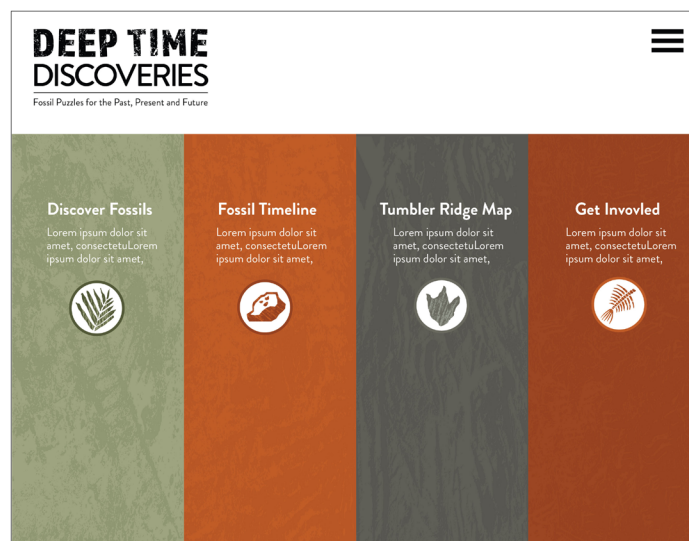 DEEP TIME
DISCOVERIES
Fossil Puzzles for the Past, Present and Future
Discover Fossils
Lorem ipsum dolor sit
amet, consectetuLorem
ipsum dolor sit amet,
Fossil Timeline
Lorem ipsum dolor sit
amet, consectetuLorem
ipsum dolor sit amet,
Tumbler Ridge Map
Lorem ipsum dolor sit
amet, consectetuLorem
ipsum dolor sit amet,
Get Invovled
Lorem ipsum dolor sit
amet, consectetuLorem
ipsum dolor sit amet,